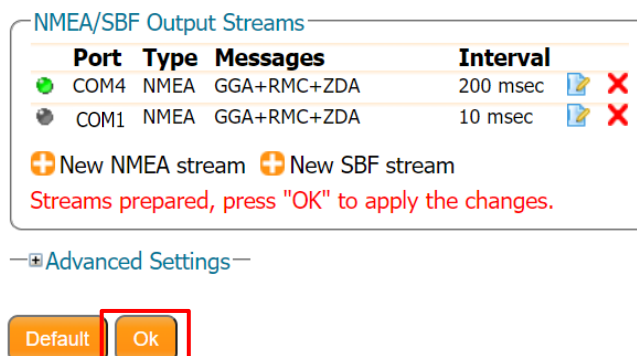 NMEA/SBF Output Streams
Port Type Messages Interval
COM4 NMEA GGA+RMC+ZDA 200 msec
COM1 NMEA GGA+RMC+ZDA 10 msec
New NMEA stream New SBF stream
Streams prepared, press "OK" to apply the changes.
Advanced Settings
Default Ok